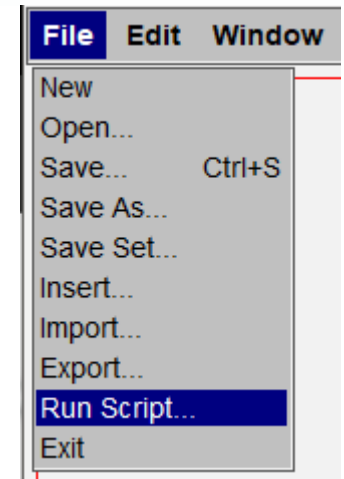 File Edit Window
New
Open...
Save... Ctrl+S
Save As...
Save Set...
Insert...
Import...
Export...
Run Script...
Exit